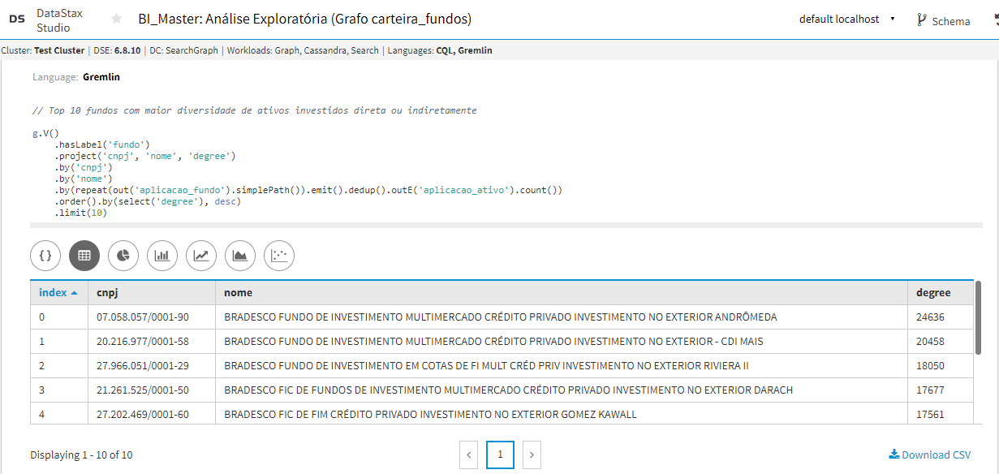 DS DataStax Studio BI_Master: Análise Exploratória (Grafo carteira_fundos) default localhost Schema
Cluster: Test Cluster | DSE: 6.8.10 | DC: SearchGraph | Workloads: Graph, Cassandra, Search | Languages: CQL, Gremlin
Language: Gremlin
// Top 10 fundos com maior diversidade de ativos investidos direta ou indiretamente
g.V()
.hasLabel('fundo')
.project('cnpj', 'nome', 'degree')
.by('cnpj')
.by('nome')
.by(repeat(out('aplicacao_fundo').simplePath()).emit().dedup().outE('aplicacao_ativo').count())
.order().by(select('degree'), desc)
.limit(10)
{}
index cnpj nome degree
0 07.058.057/0001-90 BRADESCO FUNDO DE INVESTIMENTO MULTIMERCADO CRÉDITO PRIVADO INVESTIMENTO NO EXTERIOR ANDRÔMEDA 24636
1 20.216.977/0001-58 BRADESCO FUNDO DE INVESTIMENTO MULTIMERCADO CRÉDITO PRIVADO INVESTIMENTO NO EXTERIOR - CDI MAIS 20458
2 27.966.051/0001-29 BRADESCO FUNDO DE INVESTIMENTO EM COTAS DE FI MULT CRÉD PRIV INVESTIMENTO NO EXTERIOR RIVIERA II 18050
3 21.261.525/0001-50 BRADESCO FIC DE FUNDOS DE INVESTIMENTO MULTIMERCADO CRÉDITO PRIVADO INVESTIMENTO NO EXTERIOR DARACH 17677
4 27.202.469/0001-60 BRADESCO FIC DE FIM CRÉDITO PRIVADO INVESTIMENTO NO EXTERIOR GOMEZ KAWALL 17561
Displaying 1 - 10 of 10 < 1 > Download CSV